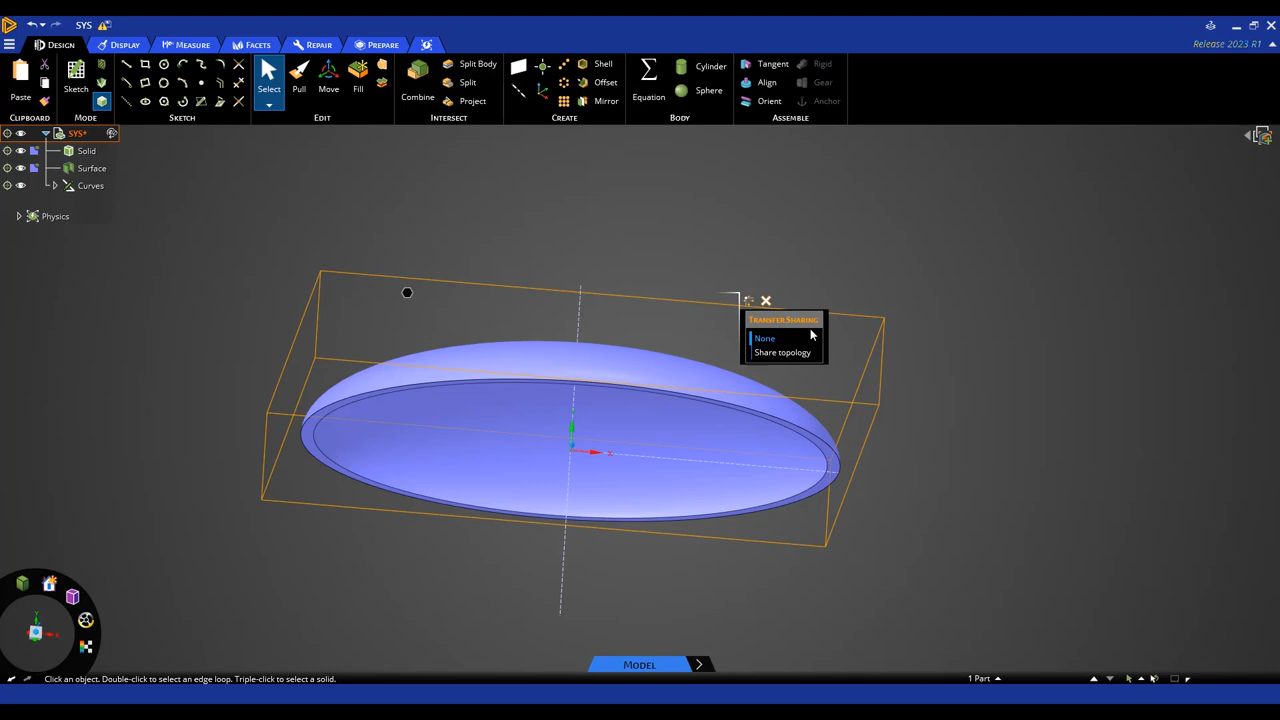 SYS
DESIGN DISPLAY MEASURE FACETS REPAIR PREPARE
Release 2023 R1
Paste Sketch Select Pull Move Fill Combine Split Body Split Project Shell Offset Mirror Equation Cylinder Sphere Tangent Align Orient Rigid Gear Anchor
CLIPBOARD MODE SKETCH EDIT INTERSECT CREATE BODY ASSEMBLE
SYS*
Solid
Surface
Curves
Physics
TRANSFER SHARING
None
Share topology
X
MODEL
Click an object. Double-click to select an edge loop. Triple-click to select a solid.
1 Part